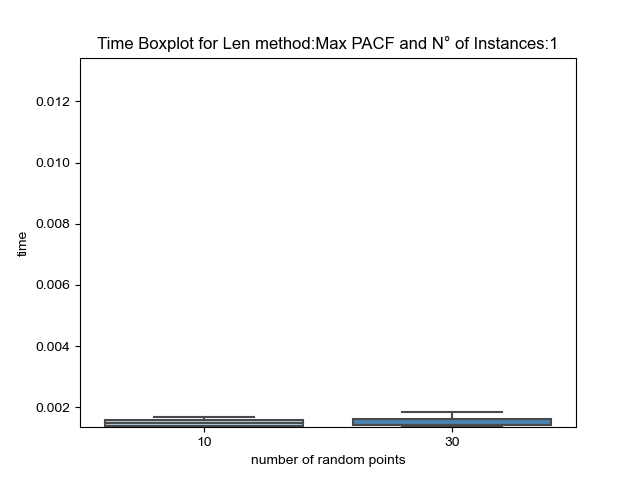 Time Boxplot for Len method:Max PACF and N° of Instances:1
0.012
0.010
0.008
0.006
0.004
0.002
time
10
30
number of random points